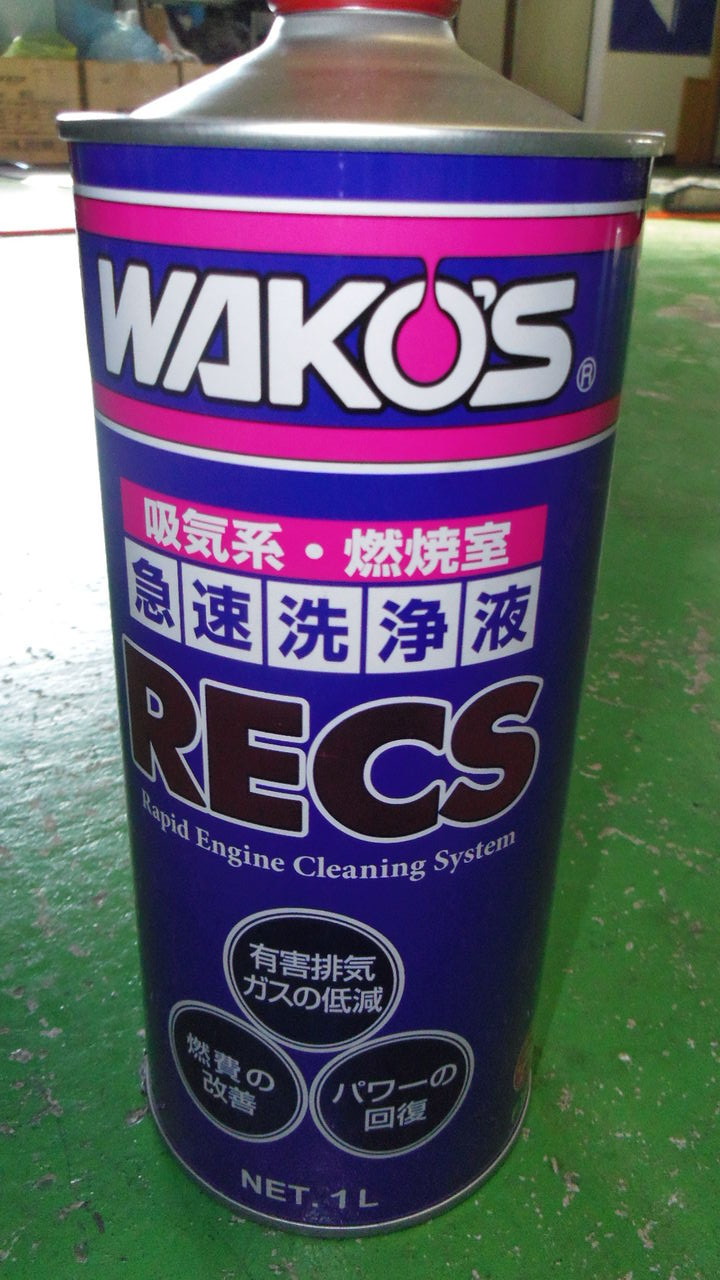 WAKO'S®
吸気系・燃焼室
急速洗浄液
RECS
Rapid Engine Cleaning System
有害排気
ガスの低減
燃費の
改善
パワーの
回復
NET. 1L